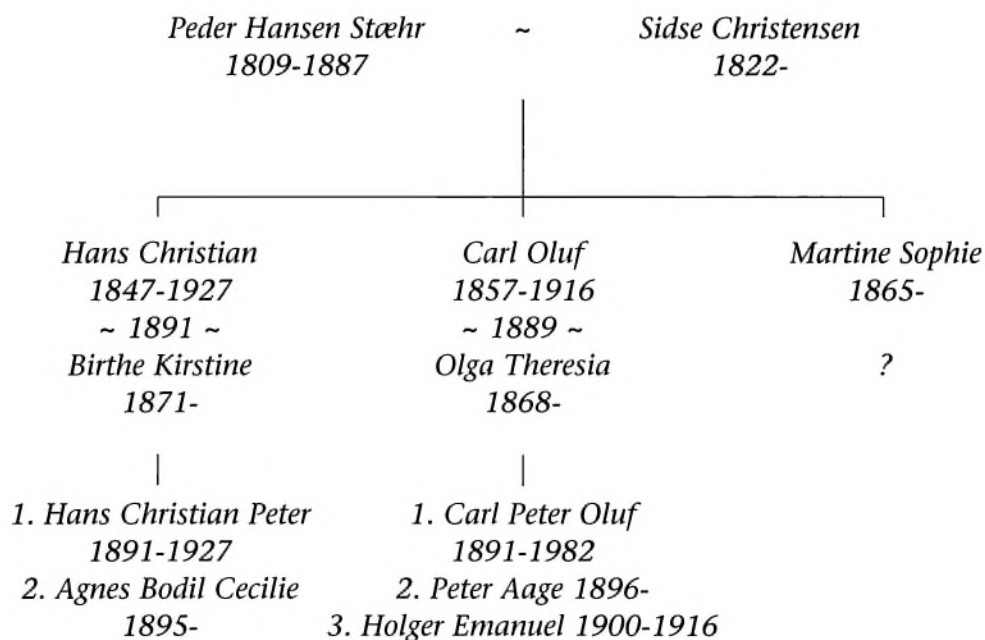 Peder Hansen Stæhr ~ Sidse Christensen
1809-1887 1822-
Hans Christian Carl Oluf Martine Sophie
1847-1927 1857-1916 1865-
~ 1891 ~ ~ 1889 ~
Birthe Kirstine Olga Theresia ?
1871- 1868-
1. Hans Christian Peter 1. Carl Peter Oluf
1891-1927 1891-1982
2. Agnes Bodil Cecilie 2. Peter Aage 1896-
1895- 3. Holger Emanuel 1900-1916